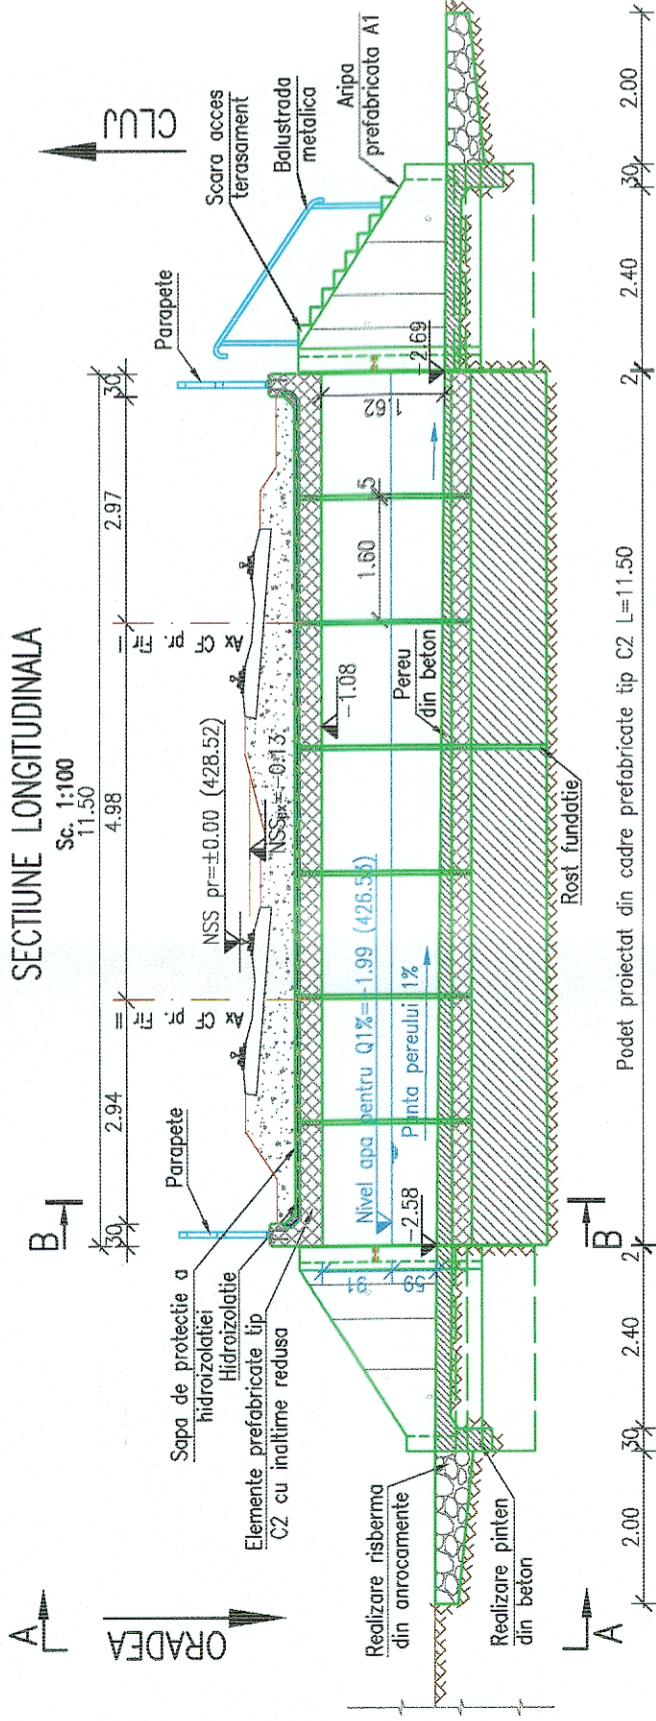 SECTIUNE LONGITUDINALA
Sc. 1:100
11.50
30
2.94
4.98
2.97
30
A
B
ORADEA
CLUJ
Parapete
Parapete
Ax CF pr.
Fir
Ax CF pr.
Fir
NSS pr=±0.00 (428.52)
-0.13
Sapa de protectie a
hidroizolatiei
Hidroizolatie
Elemente prefabricate tip
C2 cu inaltime redusa
Scara acces
terasament
Balustrada
metalica
Aripa
prefabricata A1
-1.08
1.60
5
1.62
-2.69
Pereu
din beton
Nivel apa pentru Q1%=-1.99 (426.53)
Panta pereului 1%
-2.58
Rost fundatie
Realizare risberma
din anrocamente
Realizare pinten
din beton
A
B
2.00
30
2.40
2
Podet proiectat din cadre prefabricate tip C2 L=11.50
2
2.40
30
2.00